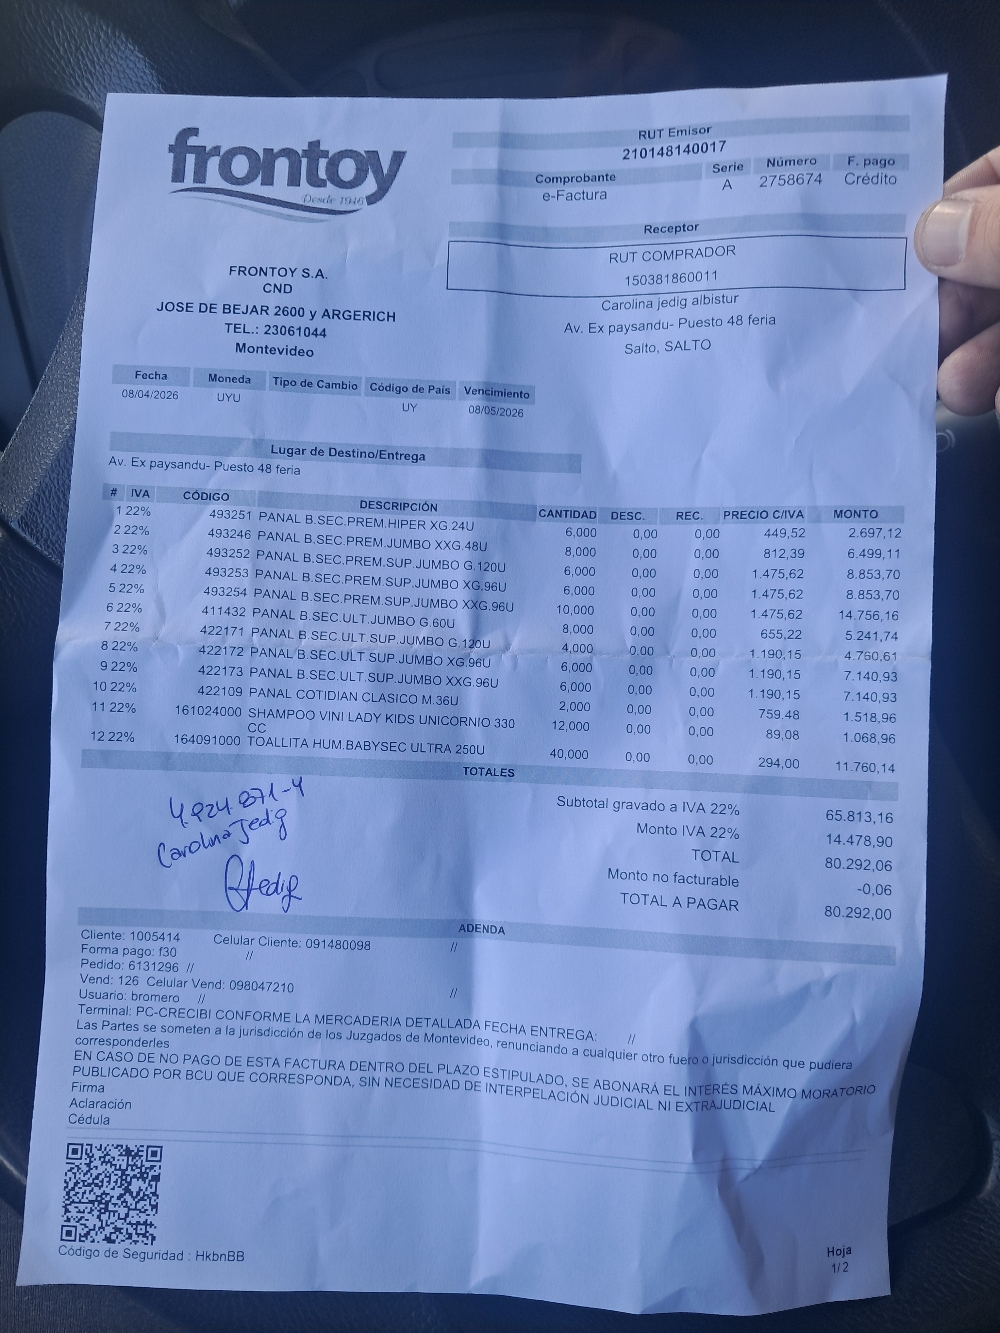 frontoy
Desde 1946
RUT Emisor
210148140017
Comprobante Serie Número F. pago
e-Factura A 2758674 Crédito
Receptor
RUT COMPRADOR
150381860011
Carolina jedig albistur
Av. Ex paysandu- Puesto 48 feria
Salto, SALTO
FRONTOY S.A.
CND
JOSE DE BEJAR 2600 y ARGERICH
TEL.: 23061044
Montevideo
Fecha Moneda Tipo de Cambio Código de País Vencimiento
08/04/2026 UYU UY 08/05/2026
Lugar de Destino/Entrega
Av. Ex paysandu- Puesto 48 feria
# IVA CÓDIGO DESCRIPCIÓN CANTIDAD DESC. REC. PRECIO C/IVA MONTO
1 22% 493251 PANAL B.SEC.PREM.HIPER XG.24U 6,000 0,00 0,00 449,52 2.697,12
2 22% 493246 PANAL B.SEC.PREM.JUMBO XXG.48U 8,000 0,00 0,00 812,39 6.499,11
3 22% 493252 PANAL B.SEC.PREM.SUP.JUMBO G.120U 6,000 0,00 0,00 1.475,62 8.853,70
4 22% 493253 PANAL B.SEC.PREM.SUP.JUMBO XG.96U 6,000 0,00 0,00 1.475,62 8.853,70
5 22% 493254 PANAL B.SEC.PREM.SUP.JUMBO XXG.96U 10,000 0,00 0,00 1.475,62 14.756,16
6 22% 411432 PANAL B.SEC.ULT.JUMBO G.60U 8,000 0,00 0,00 655,22 5.241,74
7 22% 422171 PANAL B.SEC.ULT.SUP.JUMBO G.120U 4,000 0,00 0,00 1.190,15 4.760,61
8 22% 422172 PANAL B.SEC.ULT.SUP.JUMBO XG.96U 6,000 0,00 0,00 1.190,15 7.140,93
9 22% 422173 PANAL B.SEC.ULT.SUP.JUMBO XXG.96U 6,000 0,00 0,00 1.190,15 7.140,93
10 22% 422109 PANAL COTIDIAN CLASICO M.36U 2,000 0,00 0,00 759,48 1.518,96
11 22% 161024000 SHAMPOO VINI LADY KIDS UNICORNIO 330 12,000 0,00 0,00 89,08 1.068,96
CC
12 22% 164091000 TOALLITA HUM.BABYSEC ULTRA 250U 40,000 0,00 0,00 294,00 11.760,14
TOTALES
Subtotal gravado a IVA 22% 65.813,16
Monto IVA 22% 14.478,90
TOTAL 80.292,06
Monto no facturable -0,06
TOTAL A PAGAR 80.292,00
4.924.871-4
Carolina Jedig
Jedig
ADENDA
Cliente: 1005414 Celular Cliente: 091480098 //
Forma pago: f30 //
Pedido: 6131296 //
Vend: 126 Celular Vend: 098047210 //
Usuario: bromero //
Terminal: PC-CRECIBI CONFORME LA MERCADERIA DETALLADA FECHA ENTREGA: //
Las Partes se someten a la jurisdicción de los Juzgados de Montevideo, renunciando a cualquier otro fuero o jurisdicción que pudiera
corresponderles
EN CASO DE NO PAGO DE ESTA FACTURA DENTRO DEL PLAZO ESTIPULADO, SE ABONARÁ EL INTERÉS MÁXIMO MORATORIO
PUBLICADO POR BCU QUE CORRESPONDA, SIN NECESIDAD DE INTERPELACIÓN JUDICIAL NI EXTRAJUDICIAL
Firma
Aclaración
Cédula
Código de Seguridad : HkbnBB
Hoja
1/2